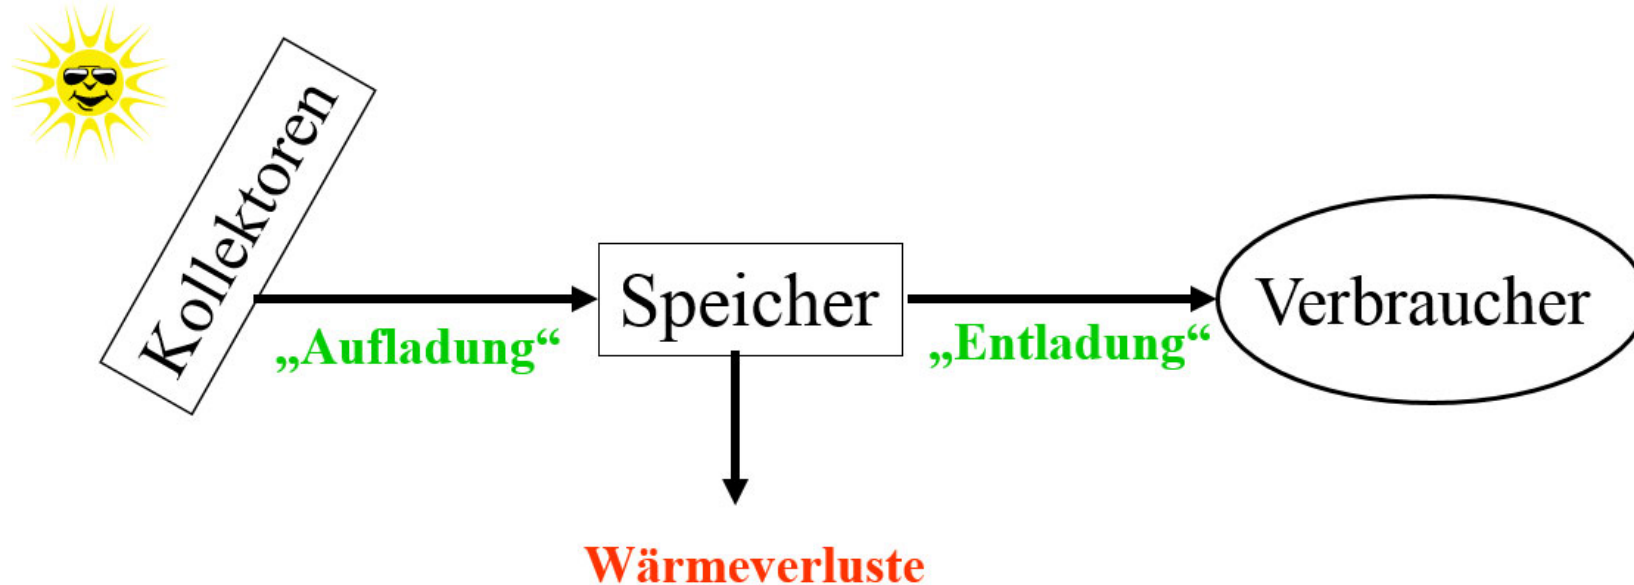 Kollektoren
Speicher
Verbraucher
„Aufladung“
„Entladung“
Wärmeverluste